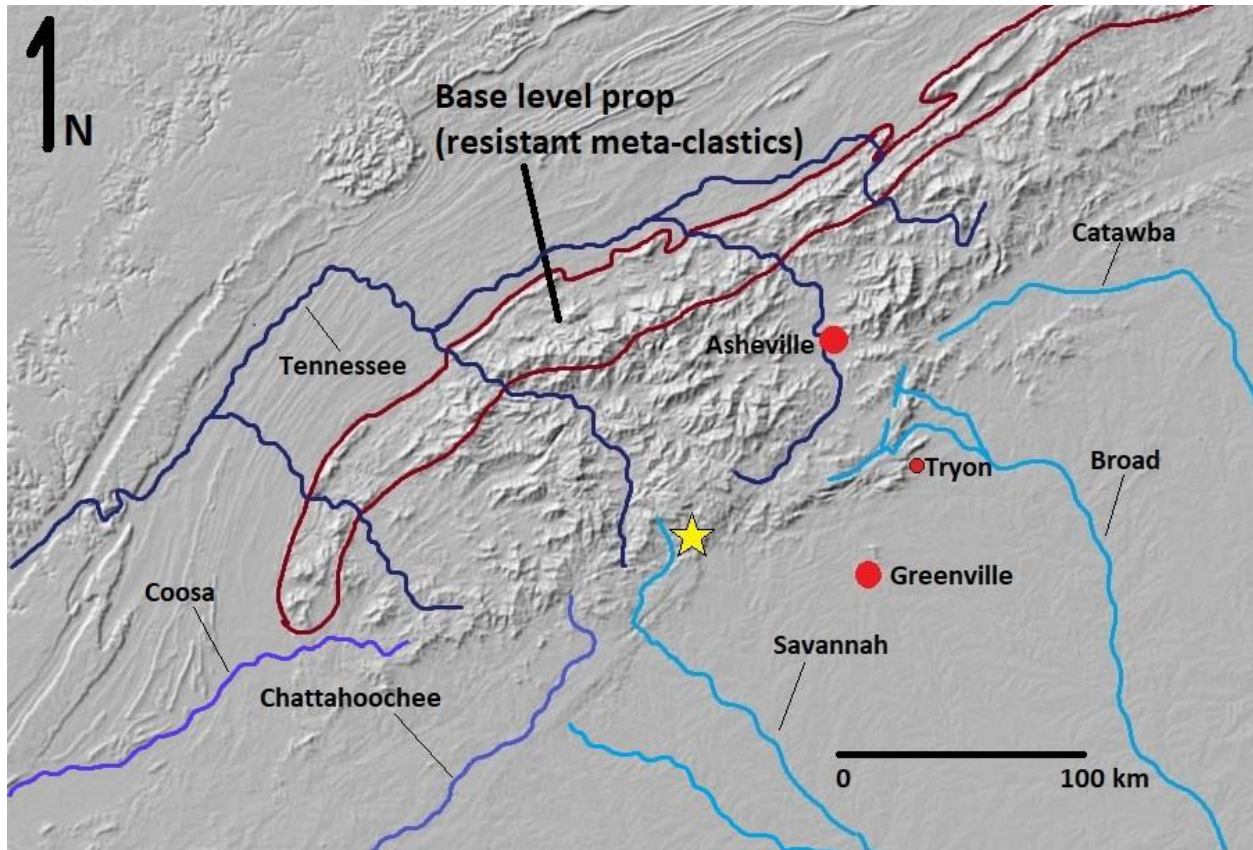 N
Base level prop
(resistant meta-clastics)
Catawba
Asheville
Tennessee
Tryon
Broad
Greenville
Coosa
Savannah
Chattahoochee
0
100 km